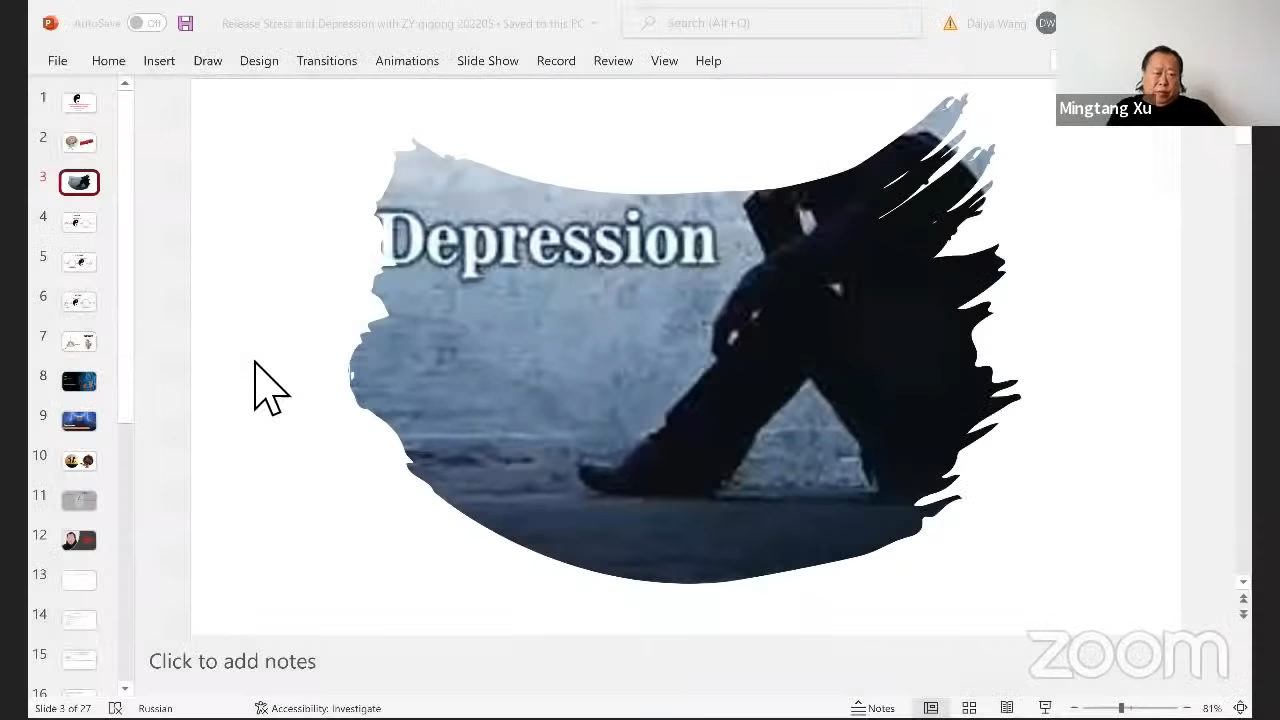 AutoSave Off Release Stress and Depression with ZY qigong 202205 • Saved to this PC Search (Alt+Q) Daiya Wang DW
File Home Insert Draw Design Transitions Animations Slide Show Record Review View Help
Mingtang Xu
1
2
3
4
5
6
7
8
9
10
11
12
13
14
15
16
Depression
Click to add notes
zoom
Slide 3 of 27 Russian Accessibility: Investigate Notes 81%